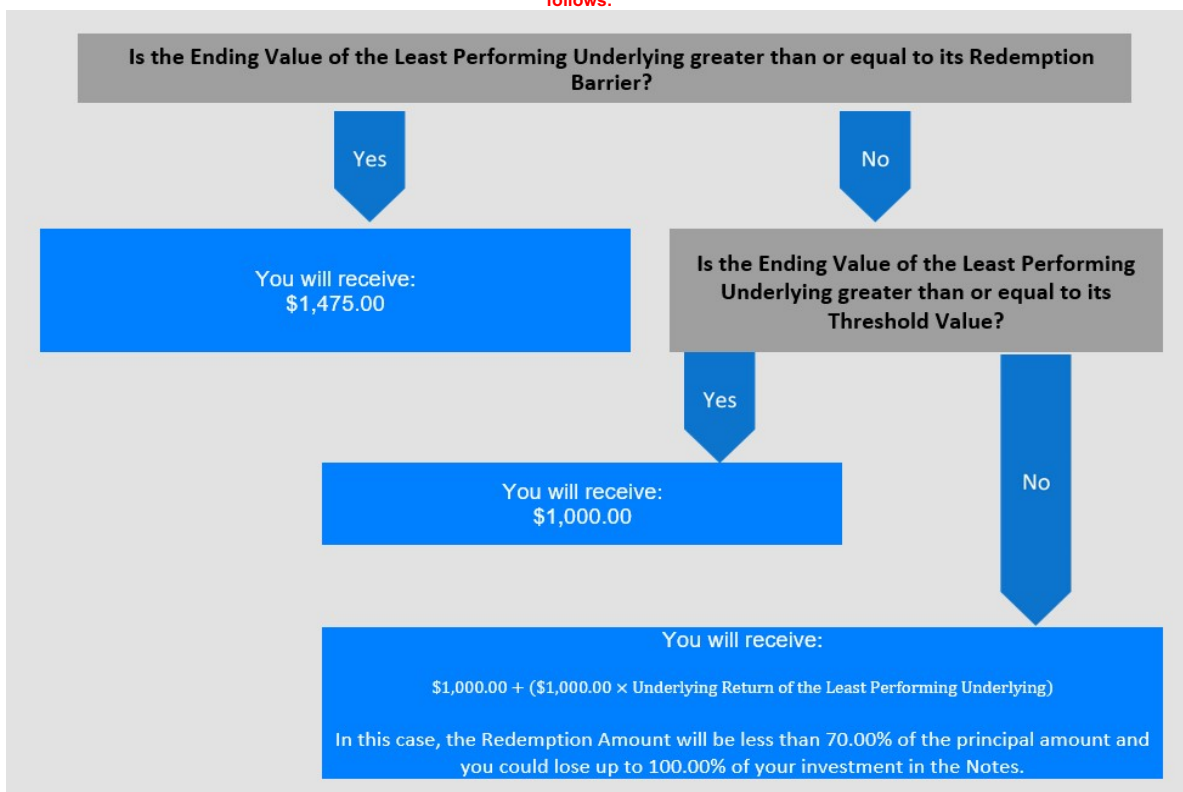 follows:
Is the Ending Value of the Least Performing Underlying greater than or equal to its Redemption
Barrier?
Yes
No
You will receive:
$1,475.00
Is the Ending Value of the Least Performing
Underlying greater than or equal to its
Threshold Value?
Yes
No
You will receive:
$1,000.00
You will receive:
$1,000.00 + ($1,000.00 × Underlying Return of the Least Performing Underlying)
In this case, the Redemption Amount will be less than 70.00% of the principal amount and
you could lose up to 100.00% of your investment in the Notes.